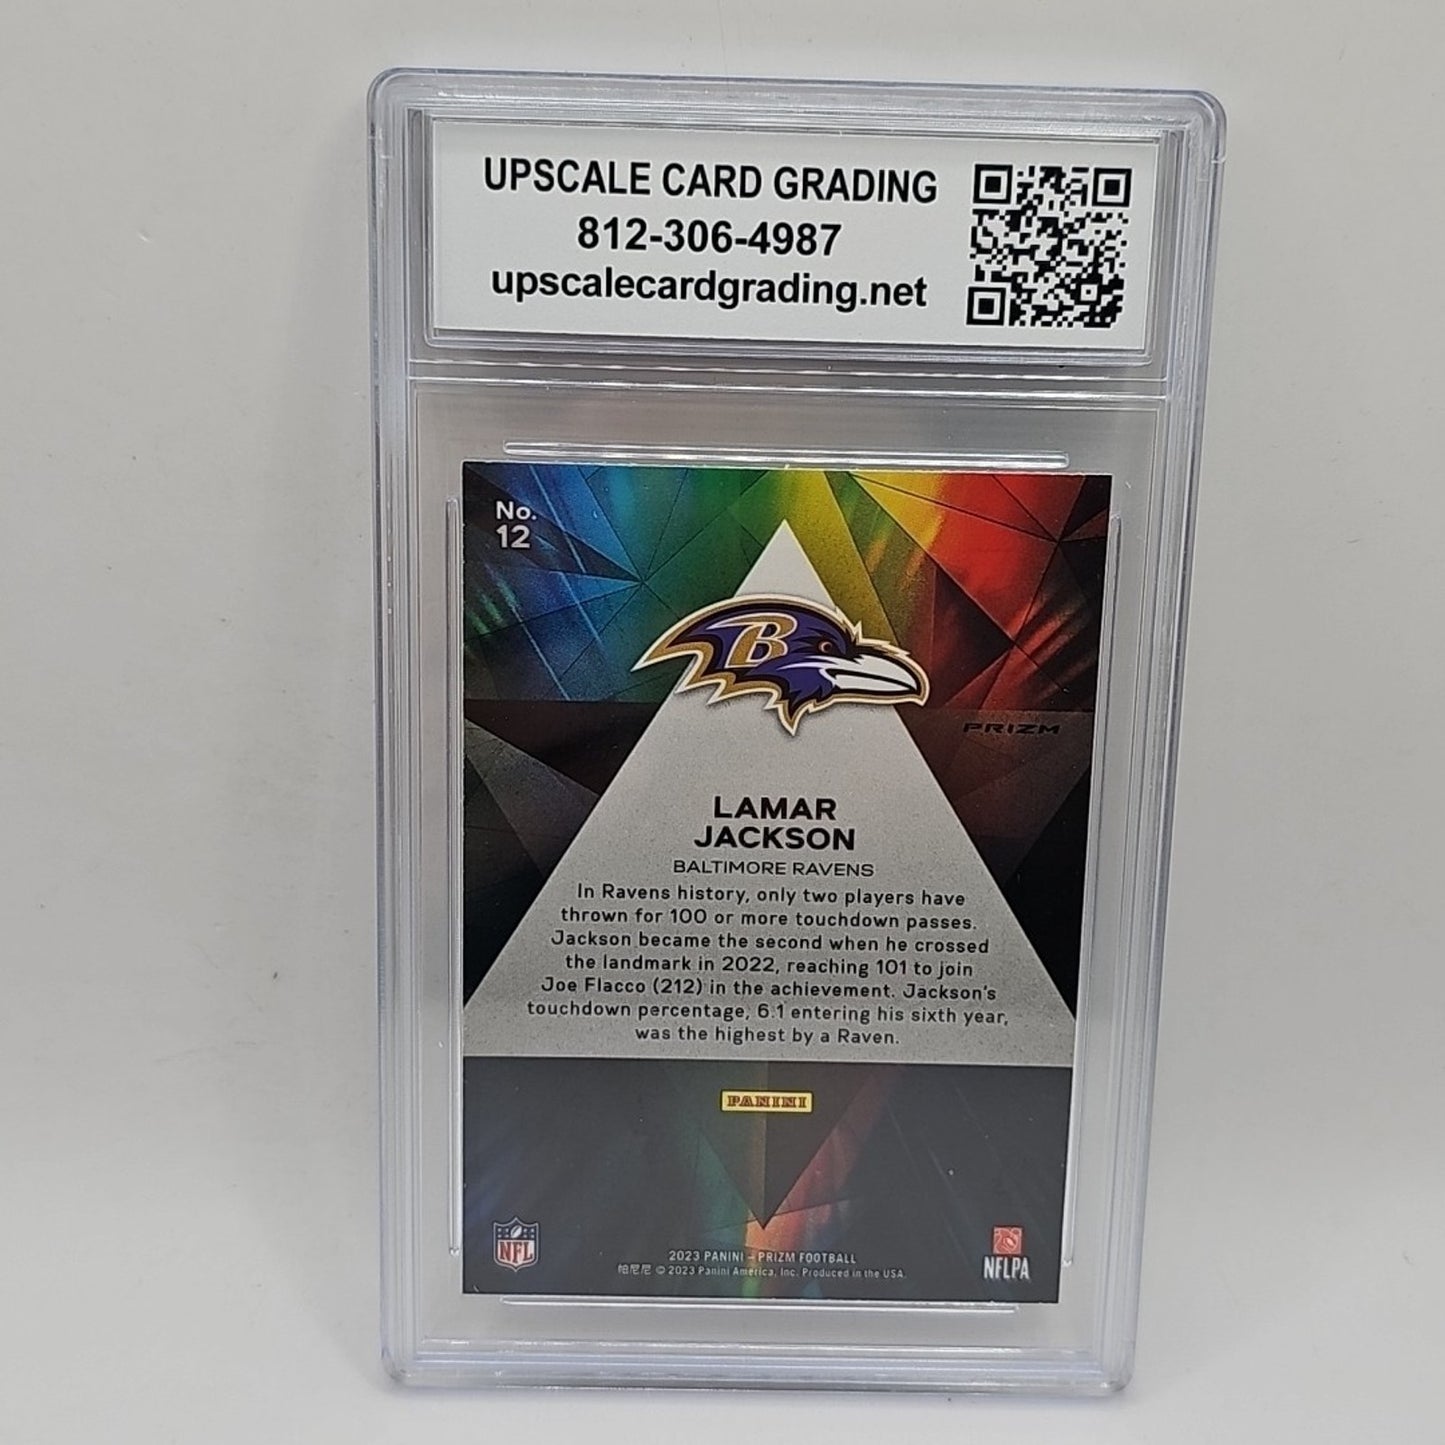 UPSCALE CARD GRADING
812-306-4987
upscalecardgrading.net
No.
12
B
PRIZM
LAMAR
JACKSON
BALTIMORE RAVENS
In Ravens history, only two players have
thrown for 100 or more touchdown passes.
Jackson became the second when he crossed
the landmark in 2022, reaching 101 to join
Joe Flacco (212) in the achievement. Jackson's
touchdown percentage, 6.1 entering his sixth year,
was the highest by a Raven.
PANINI
NFL
2023 PANINI – PRIZM FOOTBALL
帕尼尼 © 2023 Panini America, Inc. Produced in the USA.
NFLPA